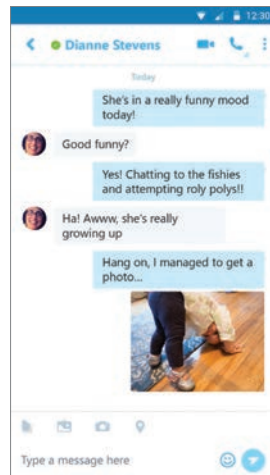 12:30
Dianne Stevens
Today
She's in a really funny mood
today!
Good funny?
Yes! Chatting to the fishies
and attempting roly polys!!
Ha! Awww, she's really
growing up
Hang on, I managed to get a
photo...
Type a message here